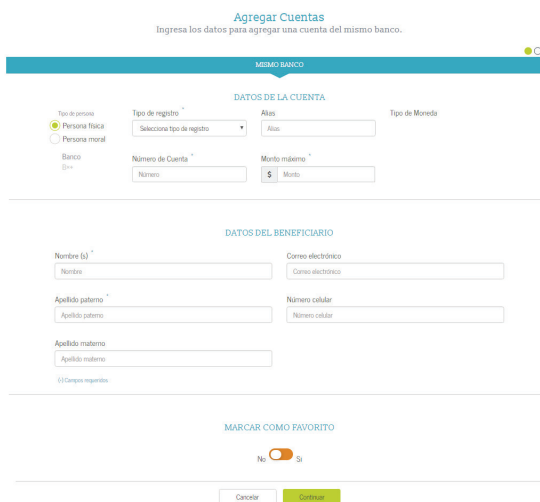 Agregar Cuentas
Ingresa los datos para agregar una cuenta del mismo banco.
MISMO BANCO
DATOS DE LA CUENTA
Tipo de persona
Persona física
Persona moral
Tipo de registro *
Selecciona tipo de registro
Alias
Alias
Tipo de Moneda
Banco
Número de Cuenta *
Número
Monto máximo *
$ Monto
DATOS DEL BENEFICIARIO
Nombre (s) *
Nombre
Correo electrónico
Correo electrónico
Apellido paterno *
Apellido paterno
Número celular
Número celular
Apellido materno
Apellido materno
(*) Campos requeridos
MARCAR COMO FAVORITO
No Si
Cancelar Continuar